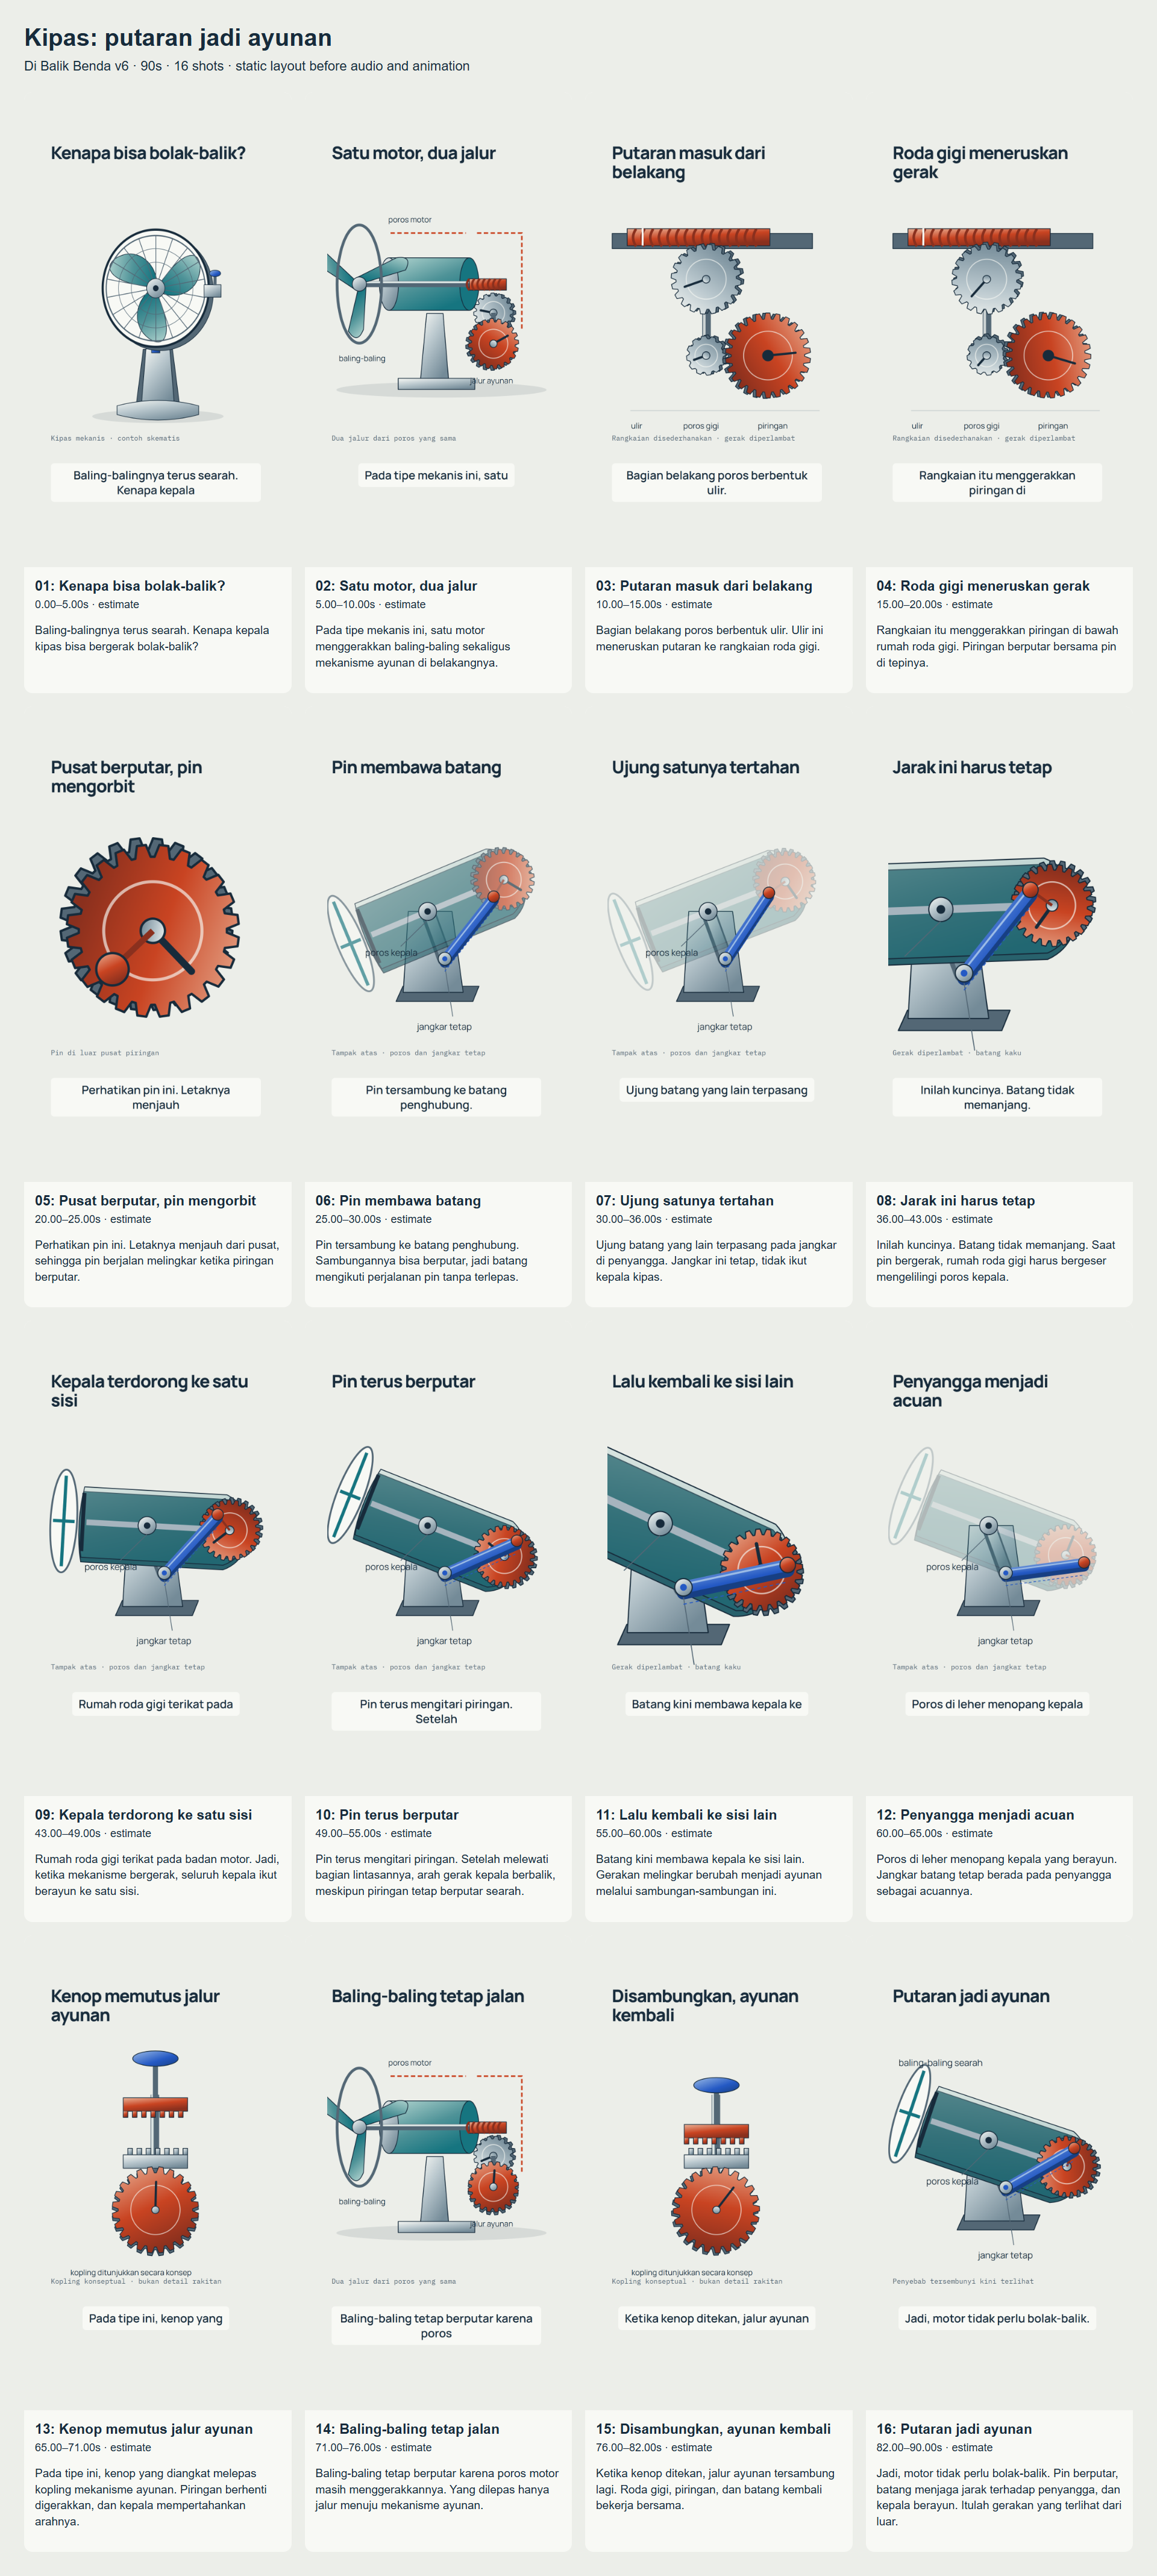 Kipas: putaran jadi ayunan
Di Balik Benda v6 · 90s · 16 shots · static layout before audio and animation
Kenapa bisa bolak-balik?
Kipas mekanis · contoh skematis
Baling-balingnya terus searah.
Kenapa kepala
Satu motor, dua jalur
poros motor
baling-baling
jalur ayunan
Dua jalur dari poros yang sama
Pada tipe mekanis ini, satu
Putaran masuk dari
belakang
ulir
poros gigi
piringan
Rangkaian disederhanakan · gerak diperlambat
Bagian belakang poros berbentuk
ulir.
Roda gigi meneruskan
gerak
ulir
poros gigi
piringan
Rangkaian disederhanakan · gerak diperlambat
Rangkaian itu menggerakkan
piringan di
01: Kenapa bisa bolak-balik?
0.00–5.00s · estimate
Baling-balingnya terus searah. Kenapa kepala
kipas bisa bergerak bolak-balik?
02: Satu motor, dua jalur
5.00–10.00s · estimate
Pada tipe mekanis ini, satu motor
menggerakkan baling-baling sekaligus
mekanisme ayunan di belakangnya.
03: Putaran masuk dari belakang
10.00–15.00s · estimate
Bagian belakang poros berbentuk ulir. Ulir ini
meneruskan putaran ke rangkaian roda gigi.
04: Roda gigi meneruskan gerak
15.00–20.00s · estimate
Rangkaian itu menggerakkan piringan di bawah
rumah roda gigi. Piringan berputar bersama pin
di tepinya.
Pusat berputar, pin
mengorbit
Pin di luar pusat piringan
Perhatikan pin ini. Letaknya
menjauh
Pin membawa batang
poros kepala
jangkar tetap
Tampak atas · poros dan jangkar tetap
Pin tersambung ke batang
penghubung.
Ujung satunya tertahan
poros kepala
jangkar tetap
Tampak atas · poros dan jangkar tetap
Ujung batang yang lain terpasang
Jarak ini harus tetap
Gerak diperlambat · batang kaku
Inilah kuncinya. Batang tidak
memanjang.
05: Pusat berputar, pin mengorbit
20.00–25.00s · estimate
Perhatikan pin ini. Letaknya menjauh dari pusat,
sehingga pin berjalan melingkar ketika piringan
berputar.
06: Pin membawa batang
25.00–30.00s · estimate
Pin tersambung ke batang penghubung.
Sambungannya bisa berputar, jadi batang
mengikuti perjalanan pin tanpa terlepas.
07: Ujung satunya tertahan
30.00–36.00s · estimate
Ujung batang yang lain terpasang pada jangkar
di penyangga. Jangkar ini tetap, tidak ikut
kepala kipas.
08: Jarak ini harus tetap
36.00–43.00s · estimate
Inilah kuncinya. Batang tidak memanjang. Saat
pin bergerak, rumah roda gigi harus bergeser
mengelilingi poros kepala.
Kepala terdorong ke satu
sisi
poros kepala
jangkar tetap
Tampak atas · poros dan jangkar tetap
Rumah roda gigi terikat pada
Pin terus berputar
poros kepala
jangkar tetap
Tampak atas · poros dan jangkar tetap
Pin terus mengitari piringan.
Setelah
Lalu kembali ke sisi lain
Gerak diperlambat · batang kaku
Batang kini membawa kepala ke
Penyangga menjadi
acuan
poros kepala
jangkar tetap
Tampak atas · poros dan jangkar tetap
Poros di leher menopang kepala
09: Kepala terdorong ke satu sisi
43.00–49.00s · estimate
Rumah roda gigi terikat pada badan motor. Jadi,
ketika mekanisme bergerak, seluruh kepala ikut
berayun ke satu sisi.
10: Pin terus berputar
49.00–55.00s · estimate
Pin terus mengitari piringan. Setelah melewati
bagian lintasannya, arah gerak kepala berbalik,
meskipun piringan tetap berputar searah.
11: Lalu kembali ke sisi lain
55.00–60.00s · estimate
Batang kini membawa kepala ke sisi lain.
Gerakan melingkar berubah menjadi ayunan
melalui sambungan-sambungan ini.
12: Penyangga menjadi acuan
60.00–65.00s · estimate
Poros di leher menopang kepala yang berayun.
Jangkar batang tetap berada pada penyangga
sebagai acuannya.
Kenop memutus jalur
ayunan
kopling ditunjukkan secara konsep
Kopling konseptual · bukan detail rakitan
Pada tipe ini, kenop yang
Baling-baling tetap jalan
poros motor
baling-baling
jalur ayunan
Dua jalur dari poros yang sama
Baling-baling tetap berputar karena
poros
Disambungkan, ayunan
kembali
kopling ditunjukkan secara konsep
Kopling konseptual · bukan detail rakitan
Ketika kenop ditekan, jalur ayunan
Putaran jadi ayunan
baling-baling searah
poros kepala
jangkar tetap
Penyebab tersembunyi kini terlihat
Jadi, motor tidak perlu bolak-balik.
13: Kenop memutus jalur ayunan
65.00–71.00s · estimate
Pada tipe ini, kenop yang diangkat melepas
kopling mekanisme ayunan. Piringan berhenti
digerakkan, dan kepala mempertahankan
arahnya.
14: Baling-baling tetap jalan
71.00–76.00s · estimate
Baling-baling tetap berputar karena poros motor
masih menggerakkannya. Yang dilepas hanya
jalur menuju mekanisme ayunan.
15: Disambungkan, ayunan kembali
76.00–82.00s · estimate
Ketika kenop ditekan, jalur ayunan tersambung
lagi. Roda gigi, piringan, dan batang kembali
bekerja bersama.
16: Putaran jadi ayunan
82.00–90.00s · estimate
Jadi, motor tidak perlu bolak-balik. Pin berputar,
batang menjaga jarak terhadap penyangga, dan
kepala berayun. Itulah gerakan yang terlihat dari
luar.